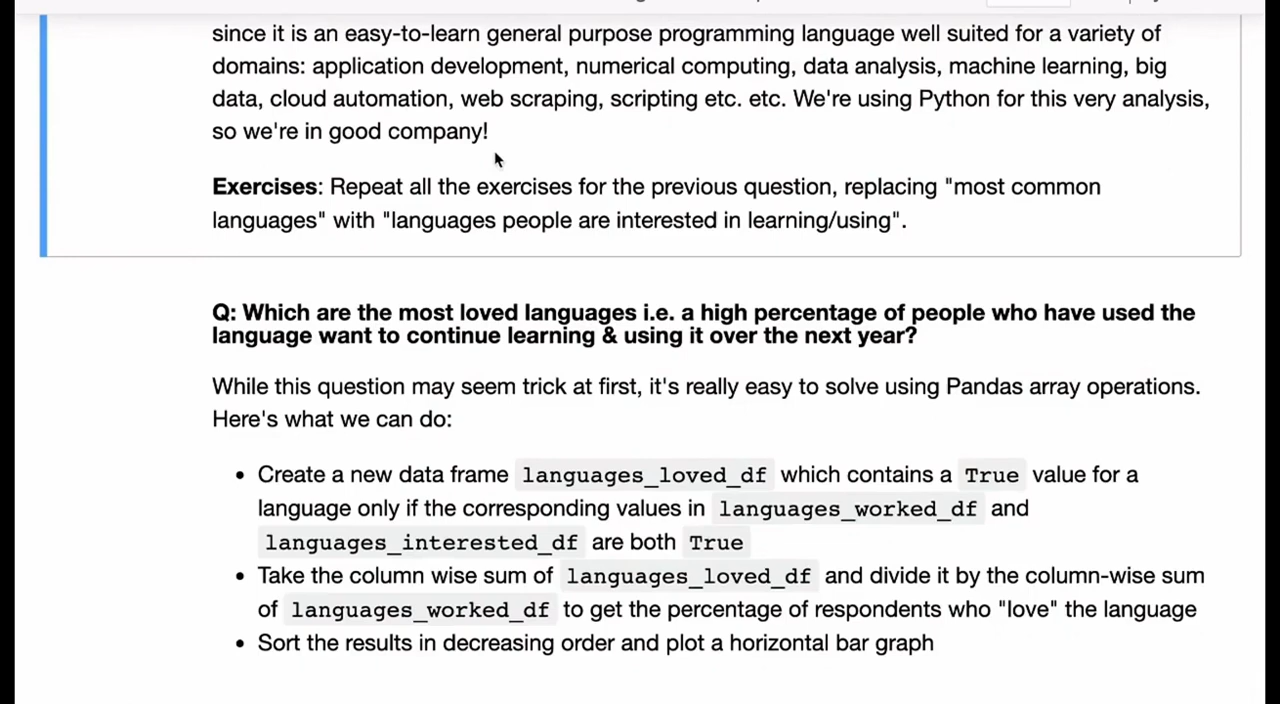 since it is an easy-to-learn general purpose programming language well suited for a variety of
domains: application development, numerical computing, data analysis, machine learning, big
data, cloud automation, web scraping, scripting etc. etc. We're using Python for this very analysis,
so we're in good company!
Exercises: Repeat all the exercises for the previous question, replacing "most common
languages" with "languages people are interested in learning/using".
Q: Which are the most loved languages i.e. a high percentage of people who have used the
language want to continue learning & using it over the next year?
While this question may seem trick at first, it's really easy to solve using Pandas array operations.
Here's what we can do:
• Create a new data frame languages_loved_df which contains a True value for a
language only if the corresponding values in languages_worked_df and
languages_interested_df are both True
• Take the column wise sum of languages_loved_df and divide it by the column-wise sum
of languages_worked_df to get the percentage of respondents who "love" the language
• Sort the results in decreasing order and plot a horizontal bar graph